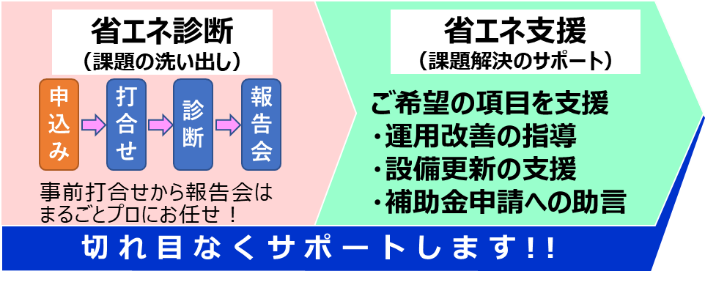 省エネ診断
（課題の洗い出し）
申込み
打合せ
診断
報告会
事前打合せから報告会は
まるごとプロにお任せ！
省エネ支援
（課題解決のサポート）
ご希望の項目を支援
・運用改善の指導
・設備更新の支援
・補助金申請への助言
切れ目なくサポートします!!